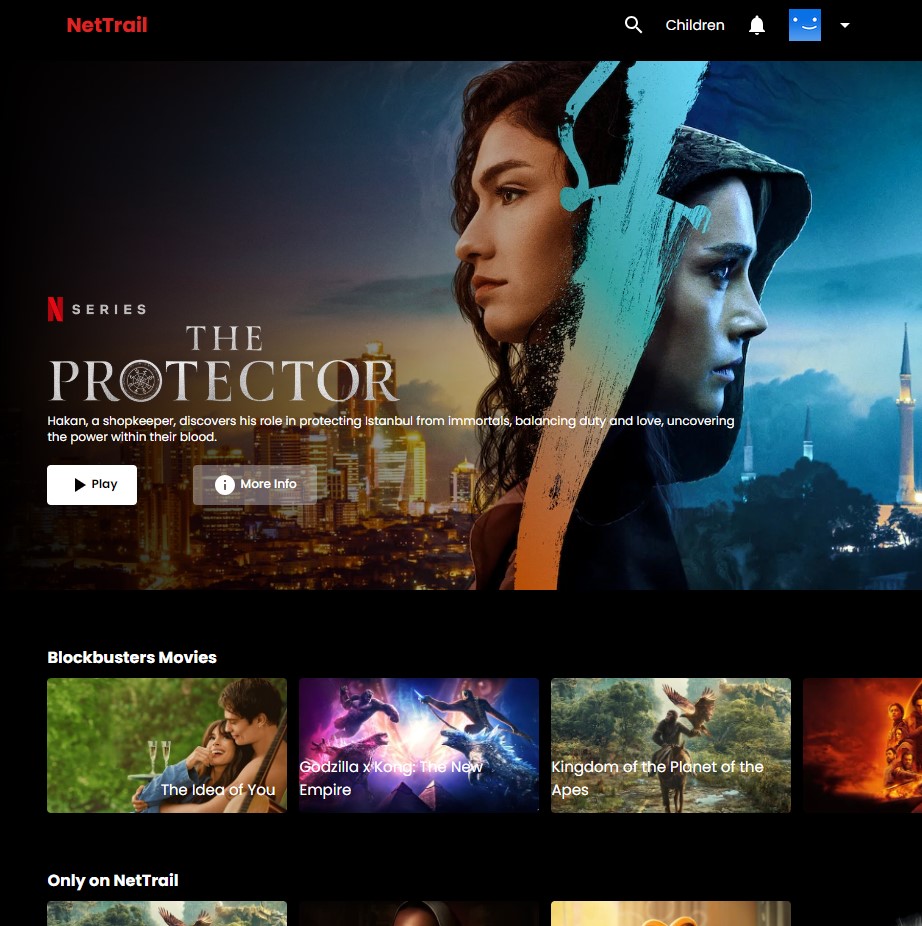 NetTrail
Children
N SERIES
THE
PROTECTOR
Hakan, a shopkeeper, discovers his role in protecting Istanbul from immortals, balancing duty and love, uncovering
the power within their blood.
Play
More Info
Blockbusters Movies
The Idea of You
Godzilla x Kong: The New
Empire
Kingdom of the Planet of the
Apes
Only on NetTrail